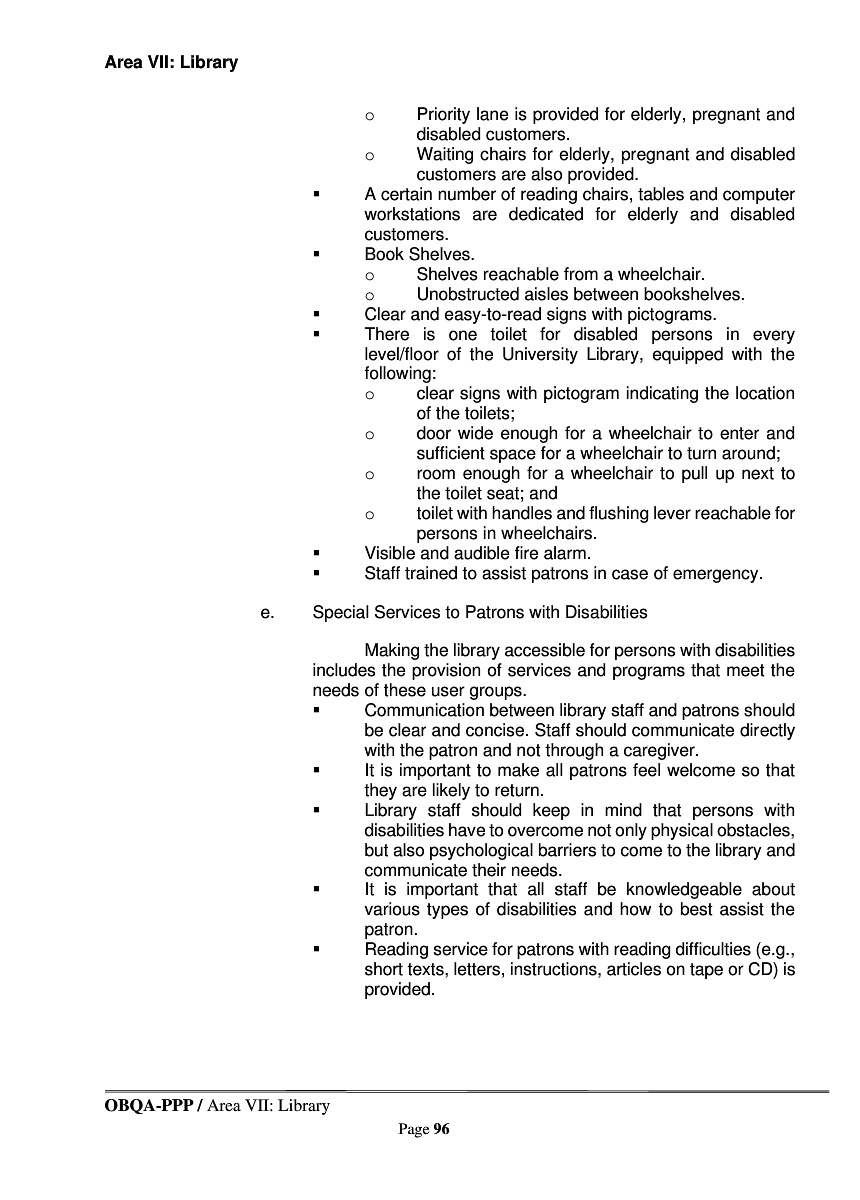 Area VII: Library
o Priority lane is provided for elderly, pregnant and
disabled customers.
o Waiting chairs for elderly, pregnant and disabled
customers are also provided.
▪ A certain number of reading chairs, tables and computer
workstations are dedicated for elderly and disabled
customers.
▪ Book Shelves.
o Shelves reachable from a wheelchair.
o Unobstructed aisles between bookshelves.
▪ Clear and easy-to-read signs with pictograms.
▪ There is one toilet for disabled persons in every
level/floor of the University Library, equipped with the
following:
o clear signs with pictogram indicating the location
of the toilets;
o door wide enough for a wheelchair to enter and
sufficient space for a wheelchair to turn around;
o room enough for a wheelchair to pull up next to
the toilet seat; and
o toilet with handles and flushing lever reachable for
persons in wheelchairs.
▪ Visible and audible fire alarm.
▪ Staff trained to assist patrons in case of emergency.
e. Special Services to Patrons with Disabilities
Making the library accessible for persons with disabilities
includes the provision of services and programs that meet the
needs of these user groups.
▪ Communication between library staff and patrons should
be clear and concise. Staff should communicate directly
with the patron and not through a caregiver.
▪ It is important to make all patrons feel welcome so that
they are likely to return.
▪ Library staff should keep in mind that persons with
disabilities have to overcome not only physical obstacles,
but also psychological barriers to come to the library and
communicate their needs.
▪ It is important that all staff be knowledgeable about
various types of disabilities and how to best assist the
patron.
▪ Reading service for patrons with reading difficulties (e.g.,
short texts, letters, instructions, articles on tape or CD) is
provided.
OBQA-PPP / Area VII: Library
Page 96